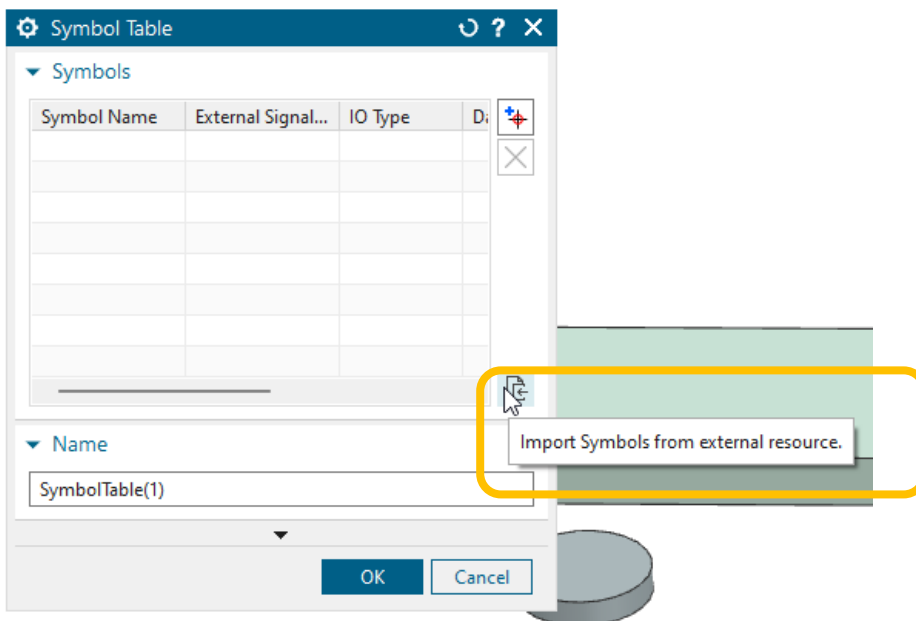 Symbol Table
Symbols
Symbol Name External Signal... IO Type
Import Symbols from external resource.
Name
SymbolTable(1)
OK Cancel